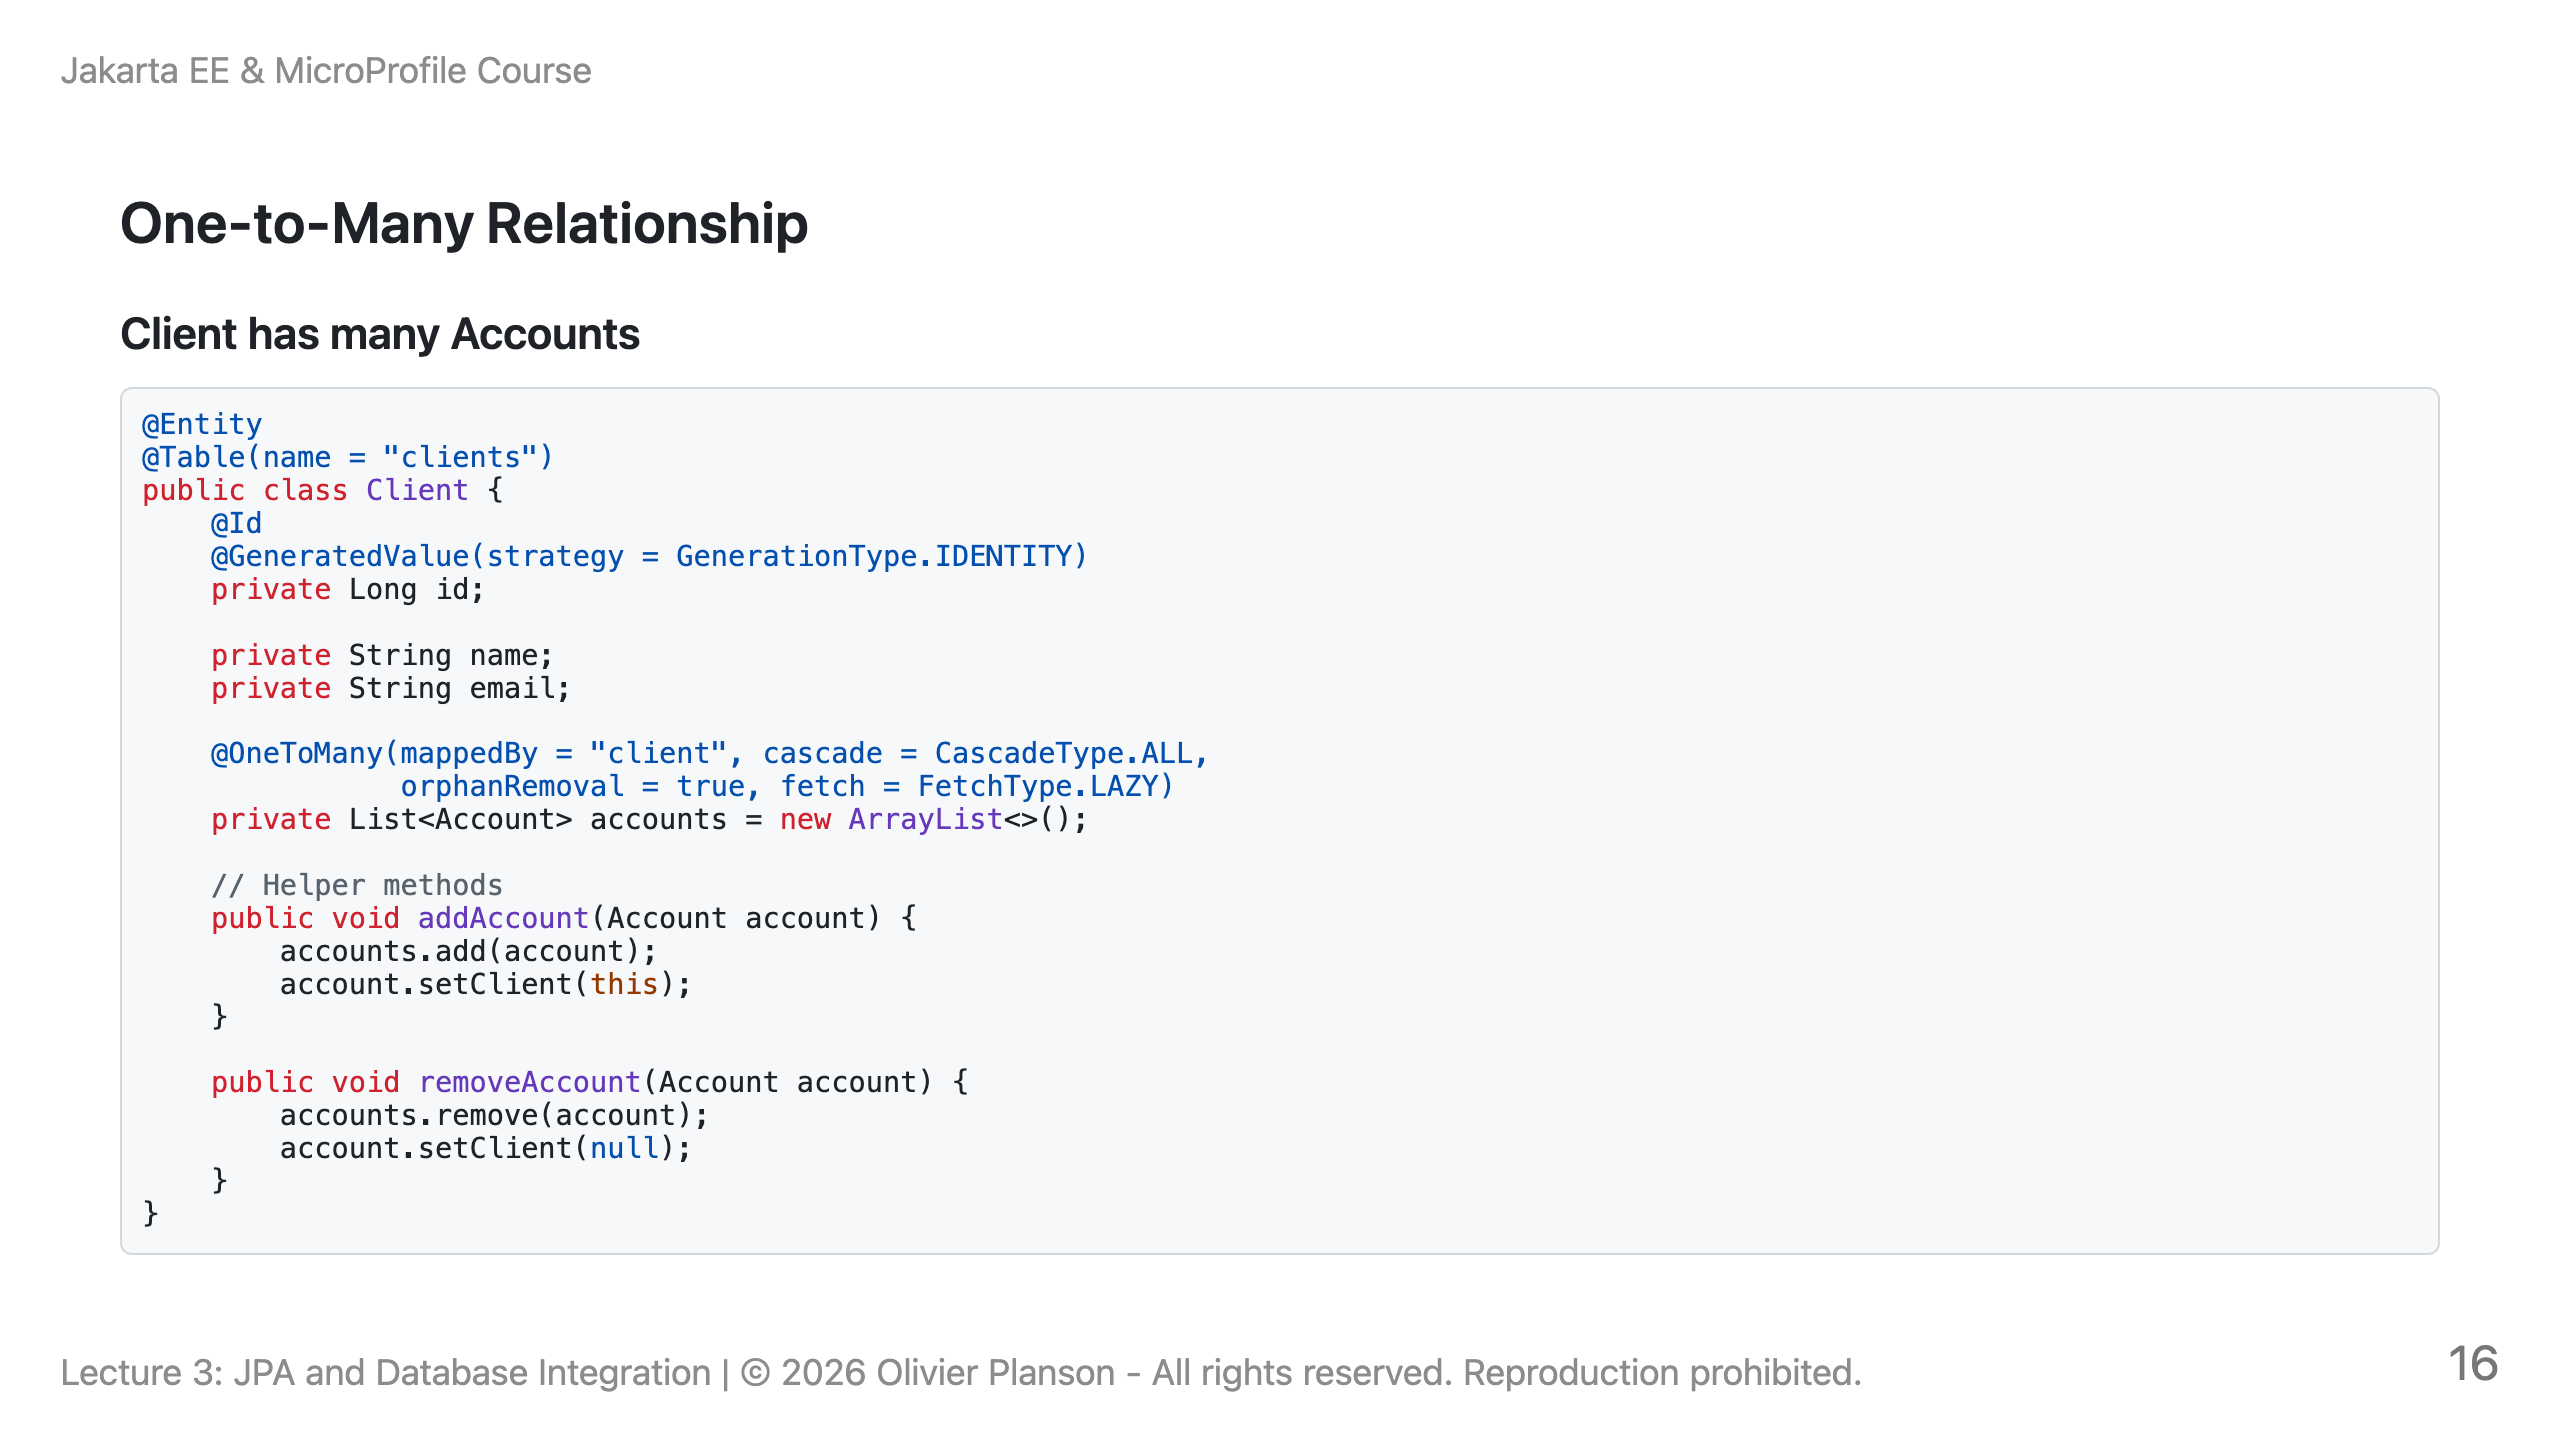 Jakarta EE & MicroProfile Course
One-to-Many Relationship
Client has many Accounts
@Entity
@Table(name = "clients")
public class Client {
    @Id
    @GeneratedValue(strategy = GenerationType.IDENTITY)
    private Long id;

    private String name;
    private String email;

    @OneToMany(mappedBy = "client", cascade = CascadeType.ALL,
               orphanRemoval = true, fetch = FetchType.LAZY)
    private List<Account> accounts = new ArrayList<>();

    // Helper methods
    public void addAccount(Account account) {
        accounts.add(account);
        account.setClient(this);
    }

    public void removeAccount(Account account) {
        accounts.remove(account);
        account.setClient(null);
    }
}
Lecture 3: JPA and Database Integration | © 2026 Olivier Planson - All rights reserved. Reproduction prohibited.
16